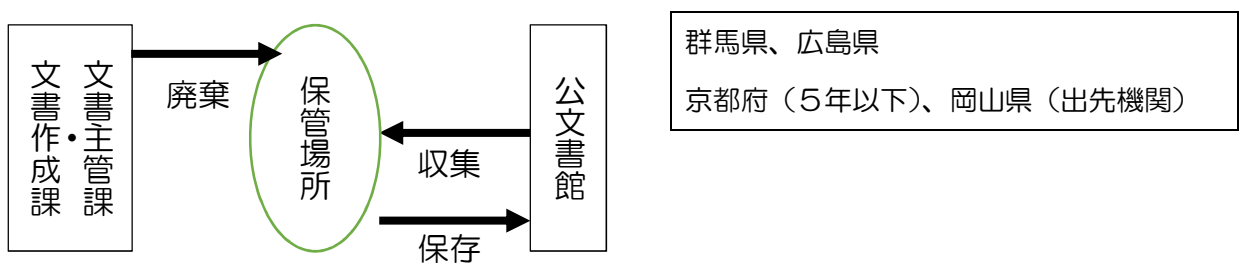 文書主管課・
文書作成課
廃棄
保管場所
収集
保存
公文書館
群馬県、広島県
京都府（５年以下）、岡山県（出先機関）